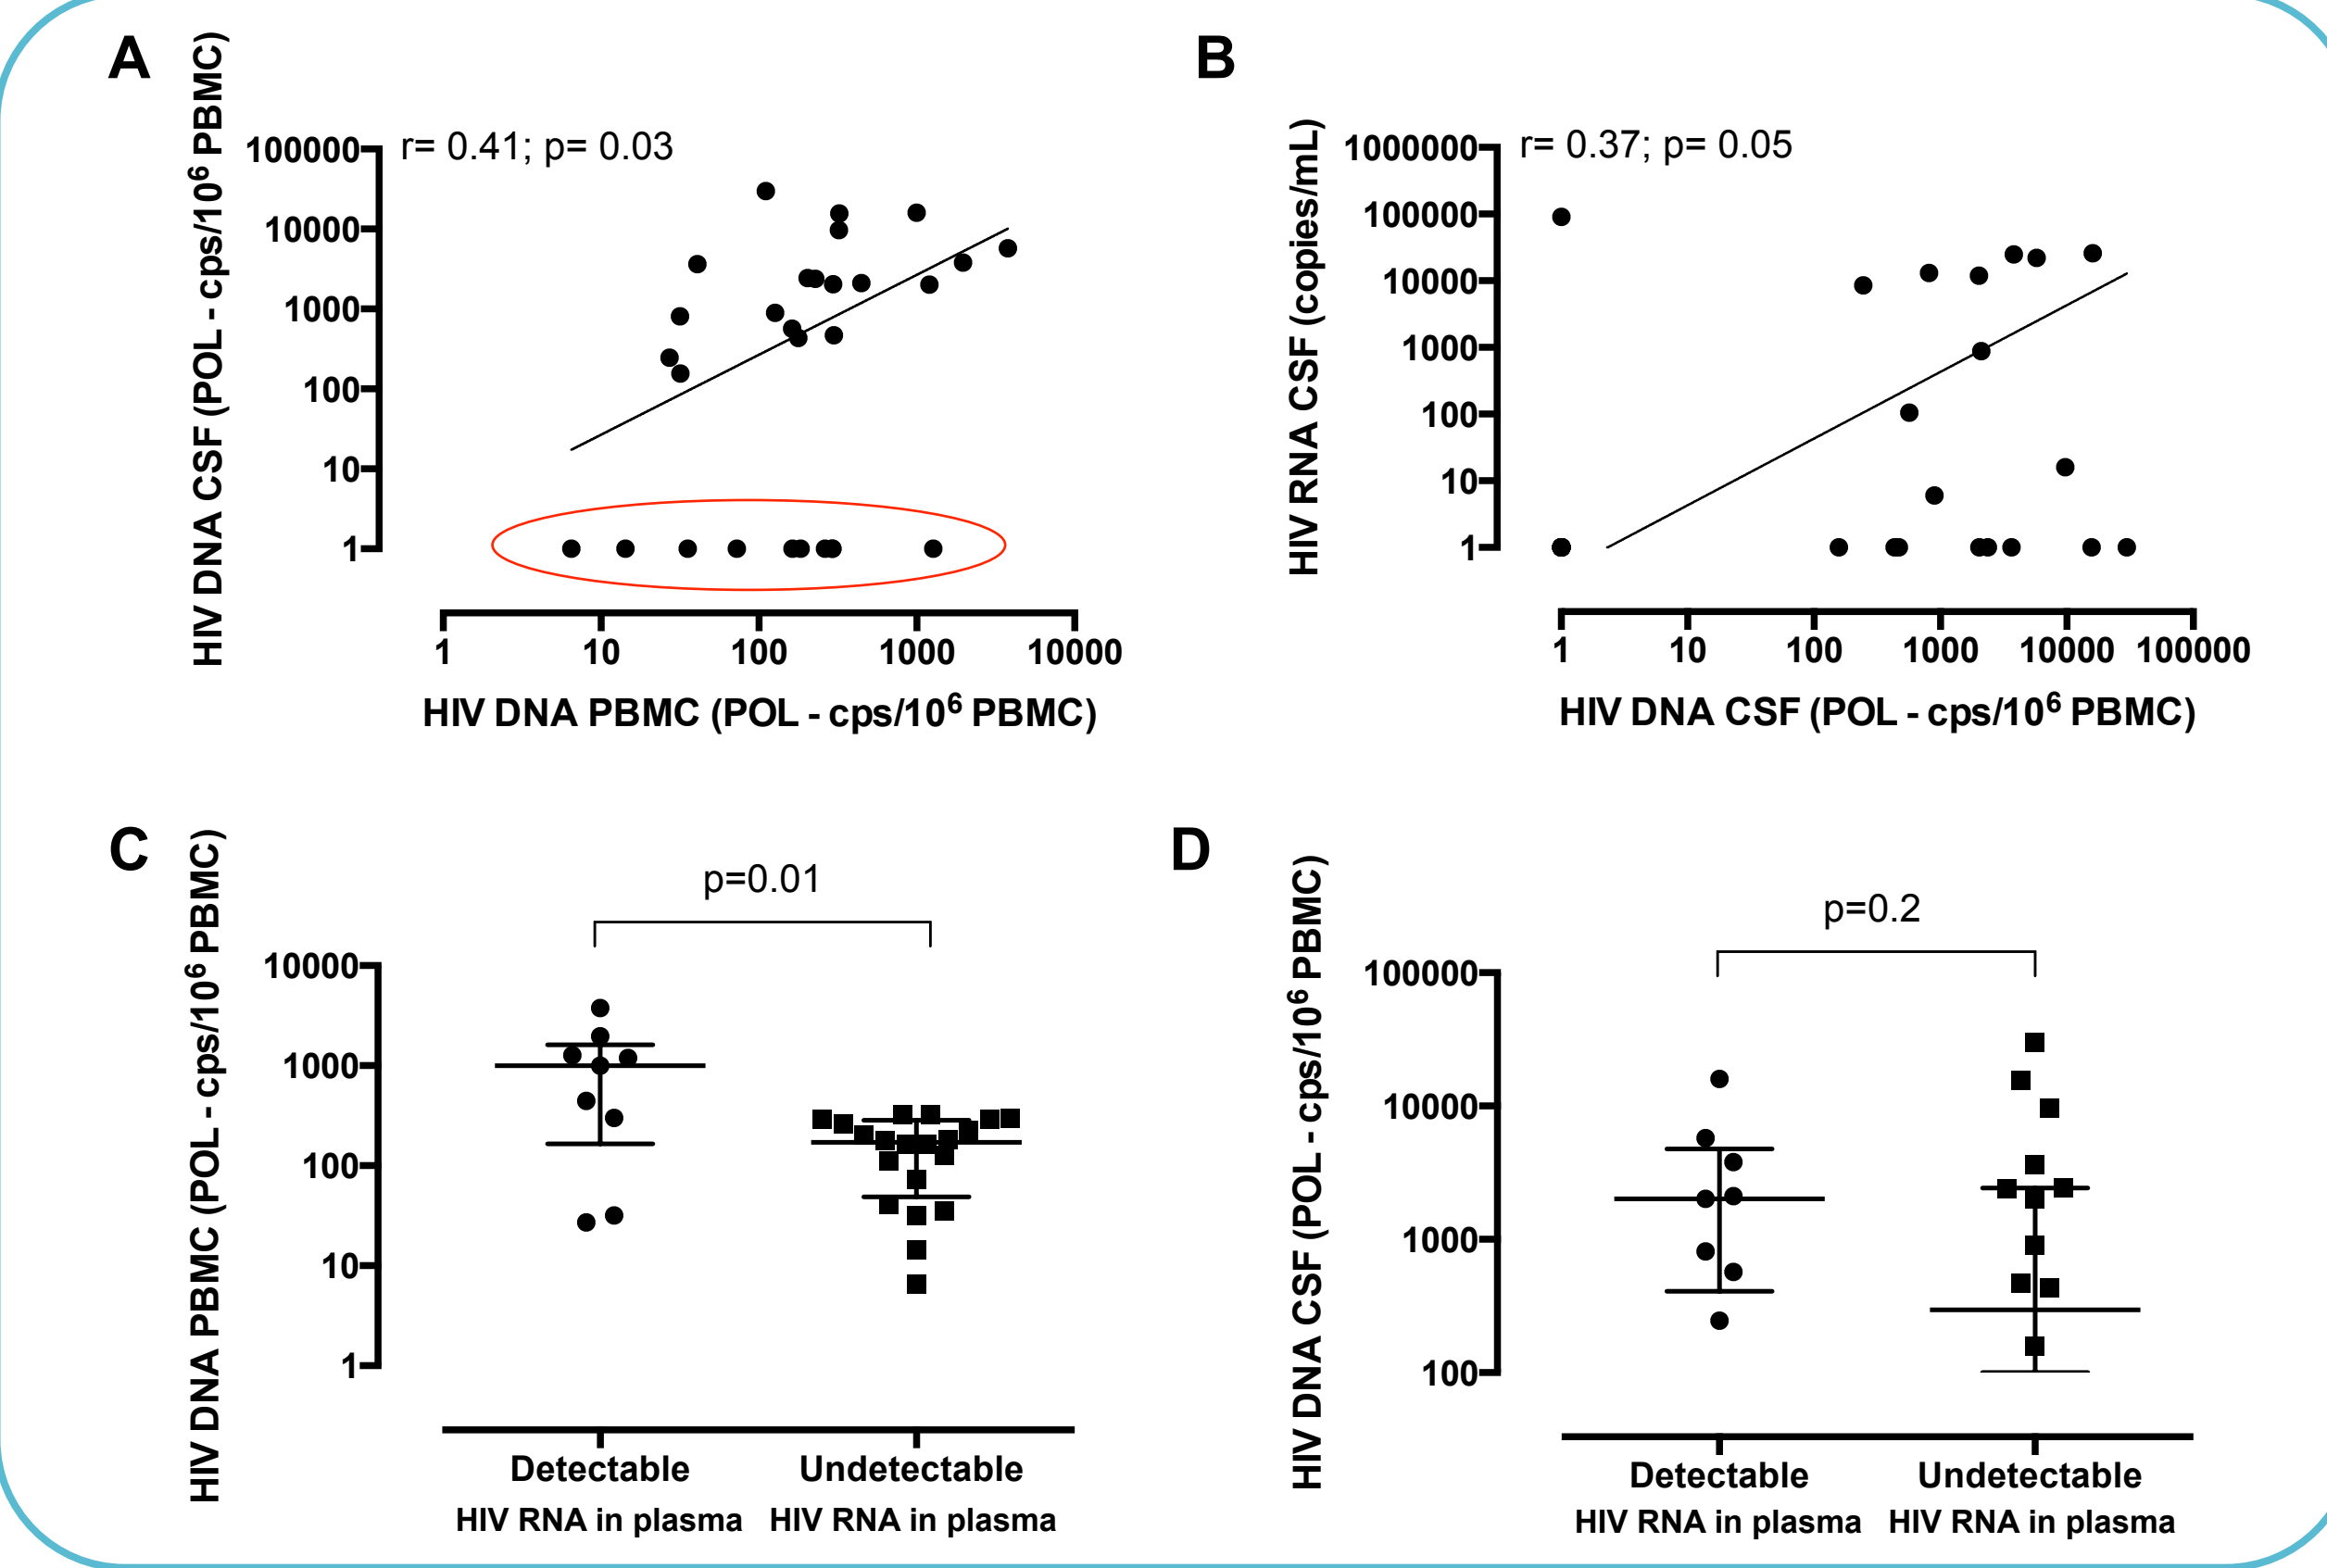 A
HIV DNA CSF (POL - cps/10⁶ PBMC)
r= 0.41; p= 0.03
100000
10000
1000
100
10
1
1 10 100 1000 10000
HIV DNA PBMC (POL - cps/10⁶ PBMC)
B
HIV RNA CSF (copies/mL)
r= 0.37; p= 0.05
1000000
100000
10000
1000
100
10
1
1 10 100 1000 10000 100000
HIV DNA CSF (POL - cps/10⁶ PBMC)
C
HIV DNA PBMC (POL - cps/10⁶ PBMC)
p=0.01
10000
1000
100
10
1
Detectable Undetectable
HIV RNA in plasma HIV RNA in plasma
D
HIV DNA CSF (POL - cps/10⁶ PBMC)
p=0.2
100000
10000
1000
100
Detectable Undetectable
HIV RNA in plasma HIV RNA in plasma